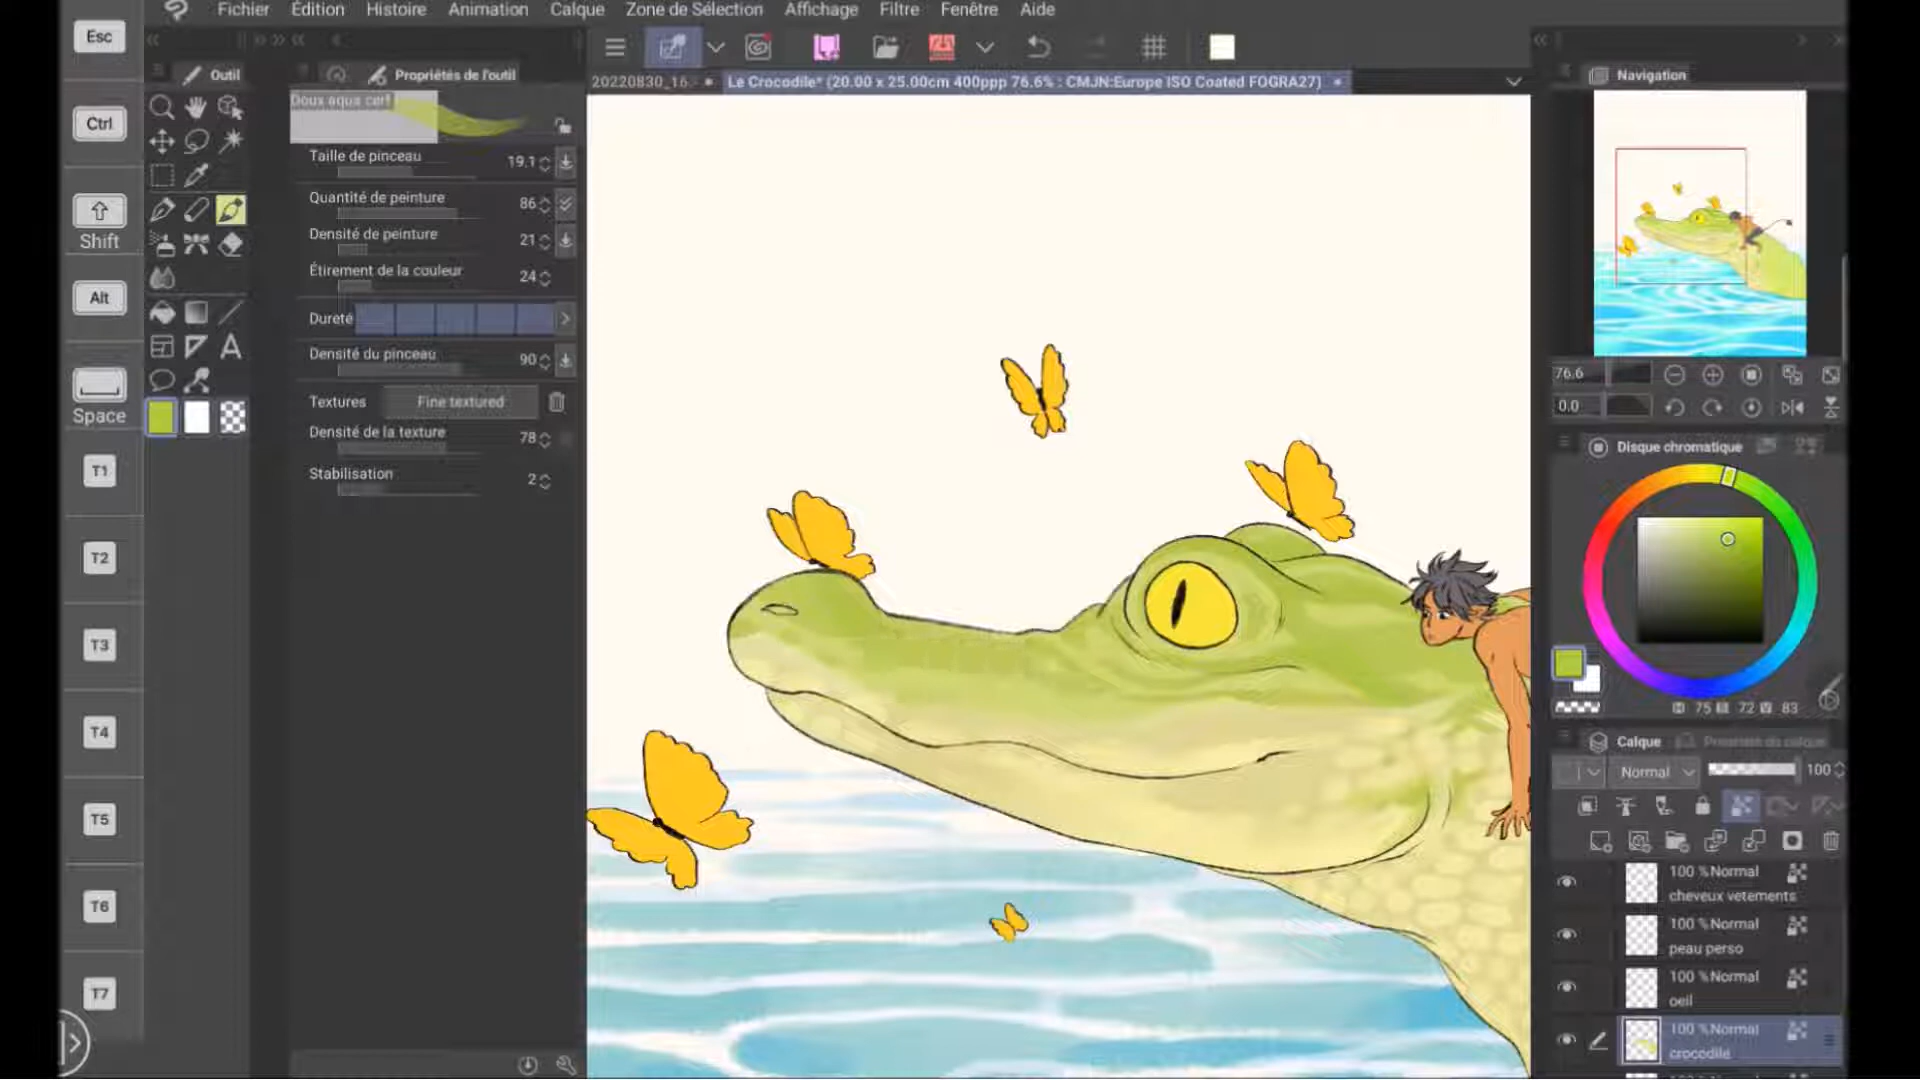 Fichier Édition Histoire Animation Calque Zone de Sélection Affichage Filtre Fenêtre Aide
Esc
Ctrl
Shift
Alt
Space
T1
T2
T3
T4
T5
T6
T7
Outil
Propriétés de l'outil
Doux aqua cerf
Taille de pinceau 19.1
Quantité de peinture 86
Densité de peinture 21
Étirement de la couleur 24
Dureté
Densité du pinceau 90
Textures Fine textured
Densité de la texture 78
Stabilisation 2
20220830_16
Le Crocodile* (20.00 x 25.00cm 400ppp 76.6% : CMJN:Europe ISO Coated FOGRA27)
Navigation
76.6
0.0
Disque chromatique
75 72 83
Calque Propriété du calque
Normal 100
100 %Normal
cheveux vetements
100 %Normal
peau perso
100 %Normal
oeil
100 %Normal
crocodile